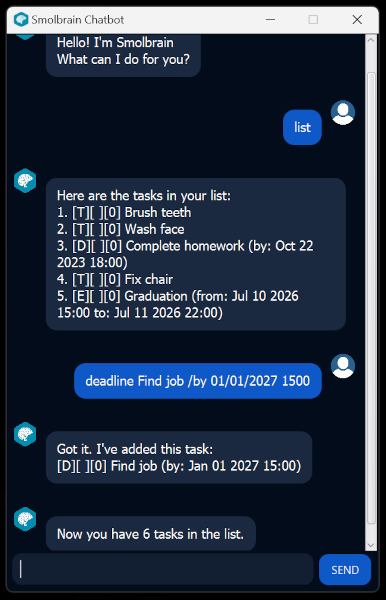 Smolbrain Chatbot
Hello! I'm Smolbrain
What can I do for you?
list
Here are the tasks in your list:
1. [T][ ][0] Brush teeth
2. [T][ ][0] Wash face
3. [D][ ][0] Complete homework (by: Oct 22
2023 18:00)
4. [T][ ][0] Fix chair
5. [E][ ][0] Graduation (from: Jul 10 2026
15:00 to: Jul 11 2026 22:00)
deadline Find job /by 01/01/2027 1500
Got it. I've added this task:
[D][ ][0] Find job (by: Jan 01 2027 15:00)
Now you have 6 tasks in the list.
SEND